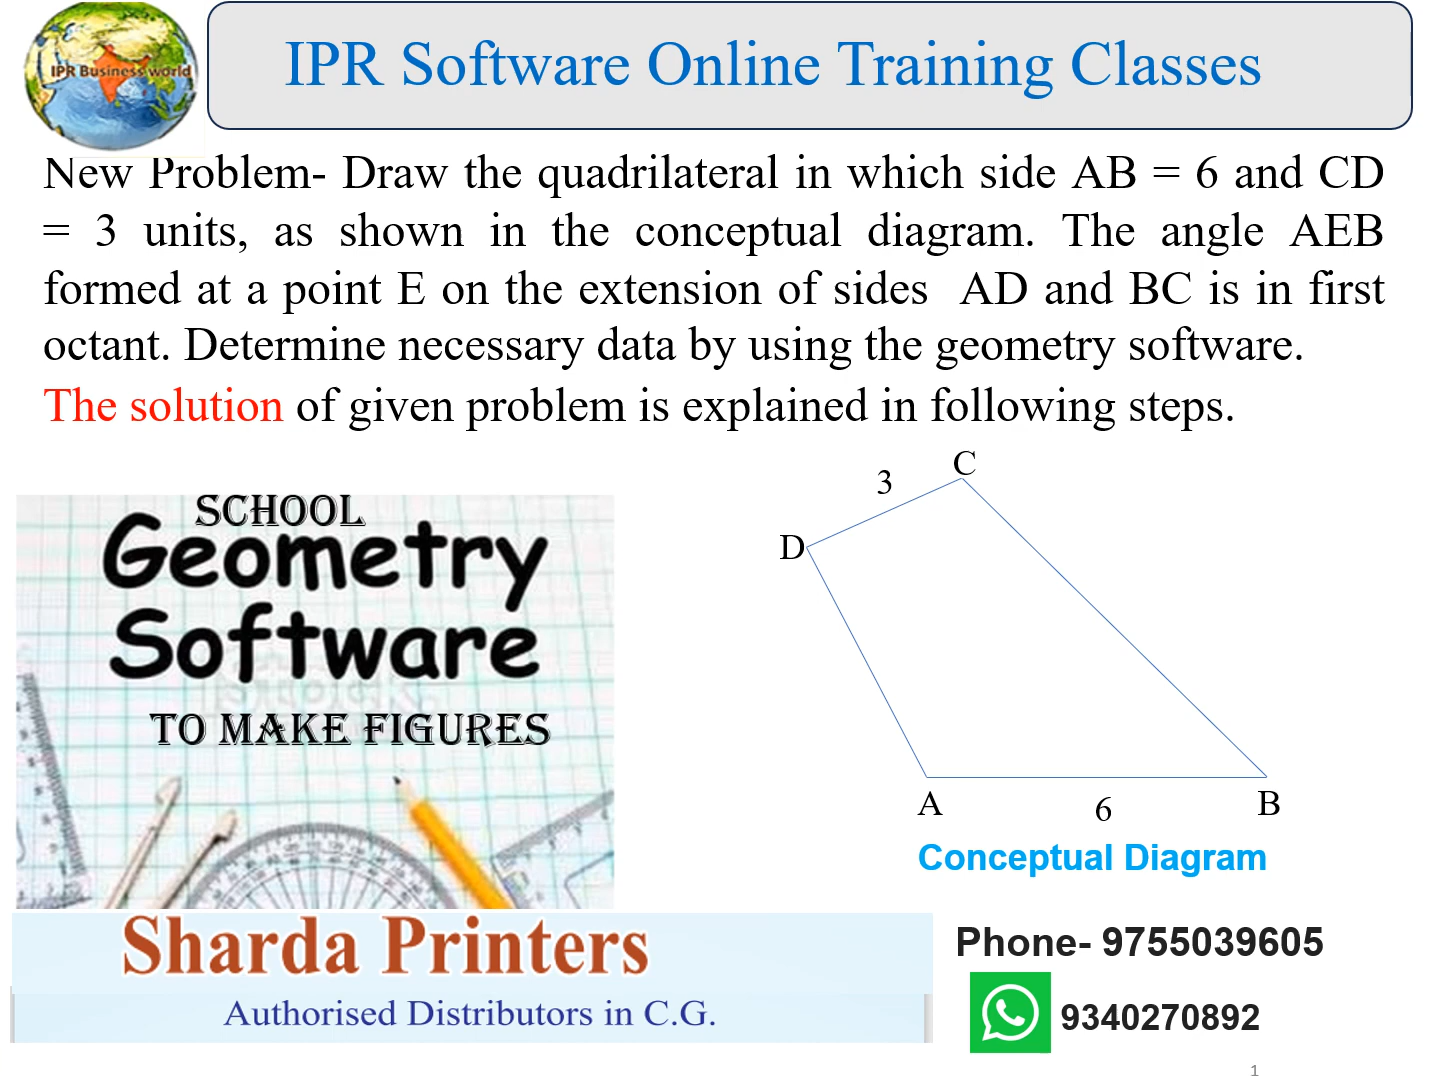 IPR Business world
IPR Software Online Training Classes
New Problem- Draw the quadrilateral in which side AB = 6 and CD
= 3 units, as shown in the conceptual diagram. The angle AEB
formed at a point E on the extension of sides AD and BC is in first
octant. Determine necessary data by using the geometry software.
The solution of given problem is explained in following steps.
SCHOOL
Geometry
Software
TO MAKE FIGURES
C
3
D
A
6
B
Conceptual Diagram
Sharda Printers
Authorised Distributors in C.G.
Phone- 9755039605
9340270892
1